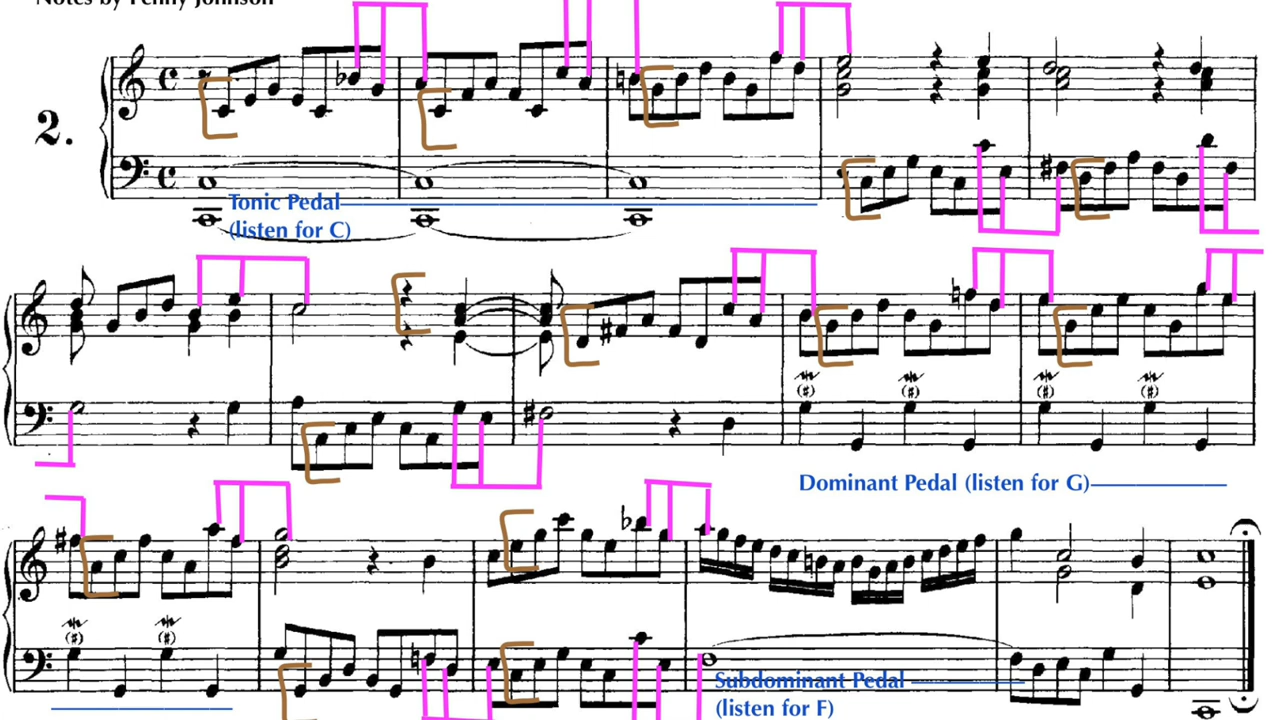 Notes by Penny Johnson
2.
Tonic Pedal
(listen for C)
Dominant Pedal (listen for G)
Subdominant Pedal
(listen for F)